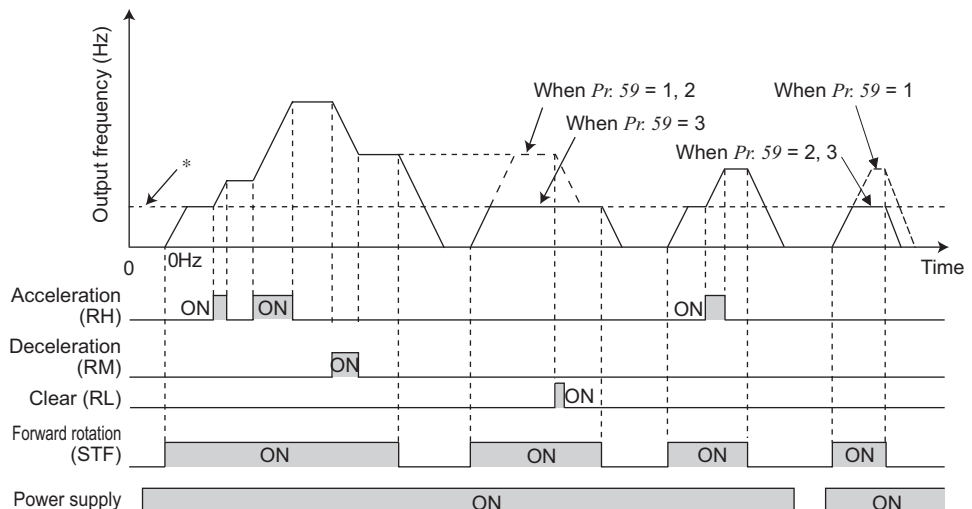 Output frequency (Hz)
When Pr. 59 = 1, 2
When Pr. 59 = 1
When Pr. 59 = 3
When Pr. 59 = 2, 3
*
0
0Hz
Time
Acceleration
(RH)
ON
ON
ON
Deceleration
(RM)
ON
Clear (RL)
ON
Forward rotation
(STF)
ON
ON
ON
ON
Power supply
ON
ON